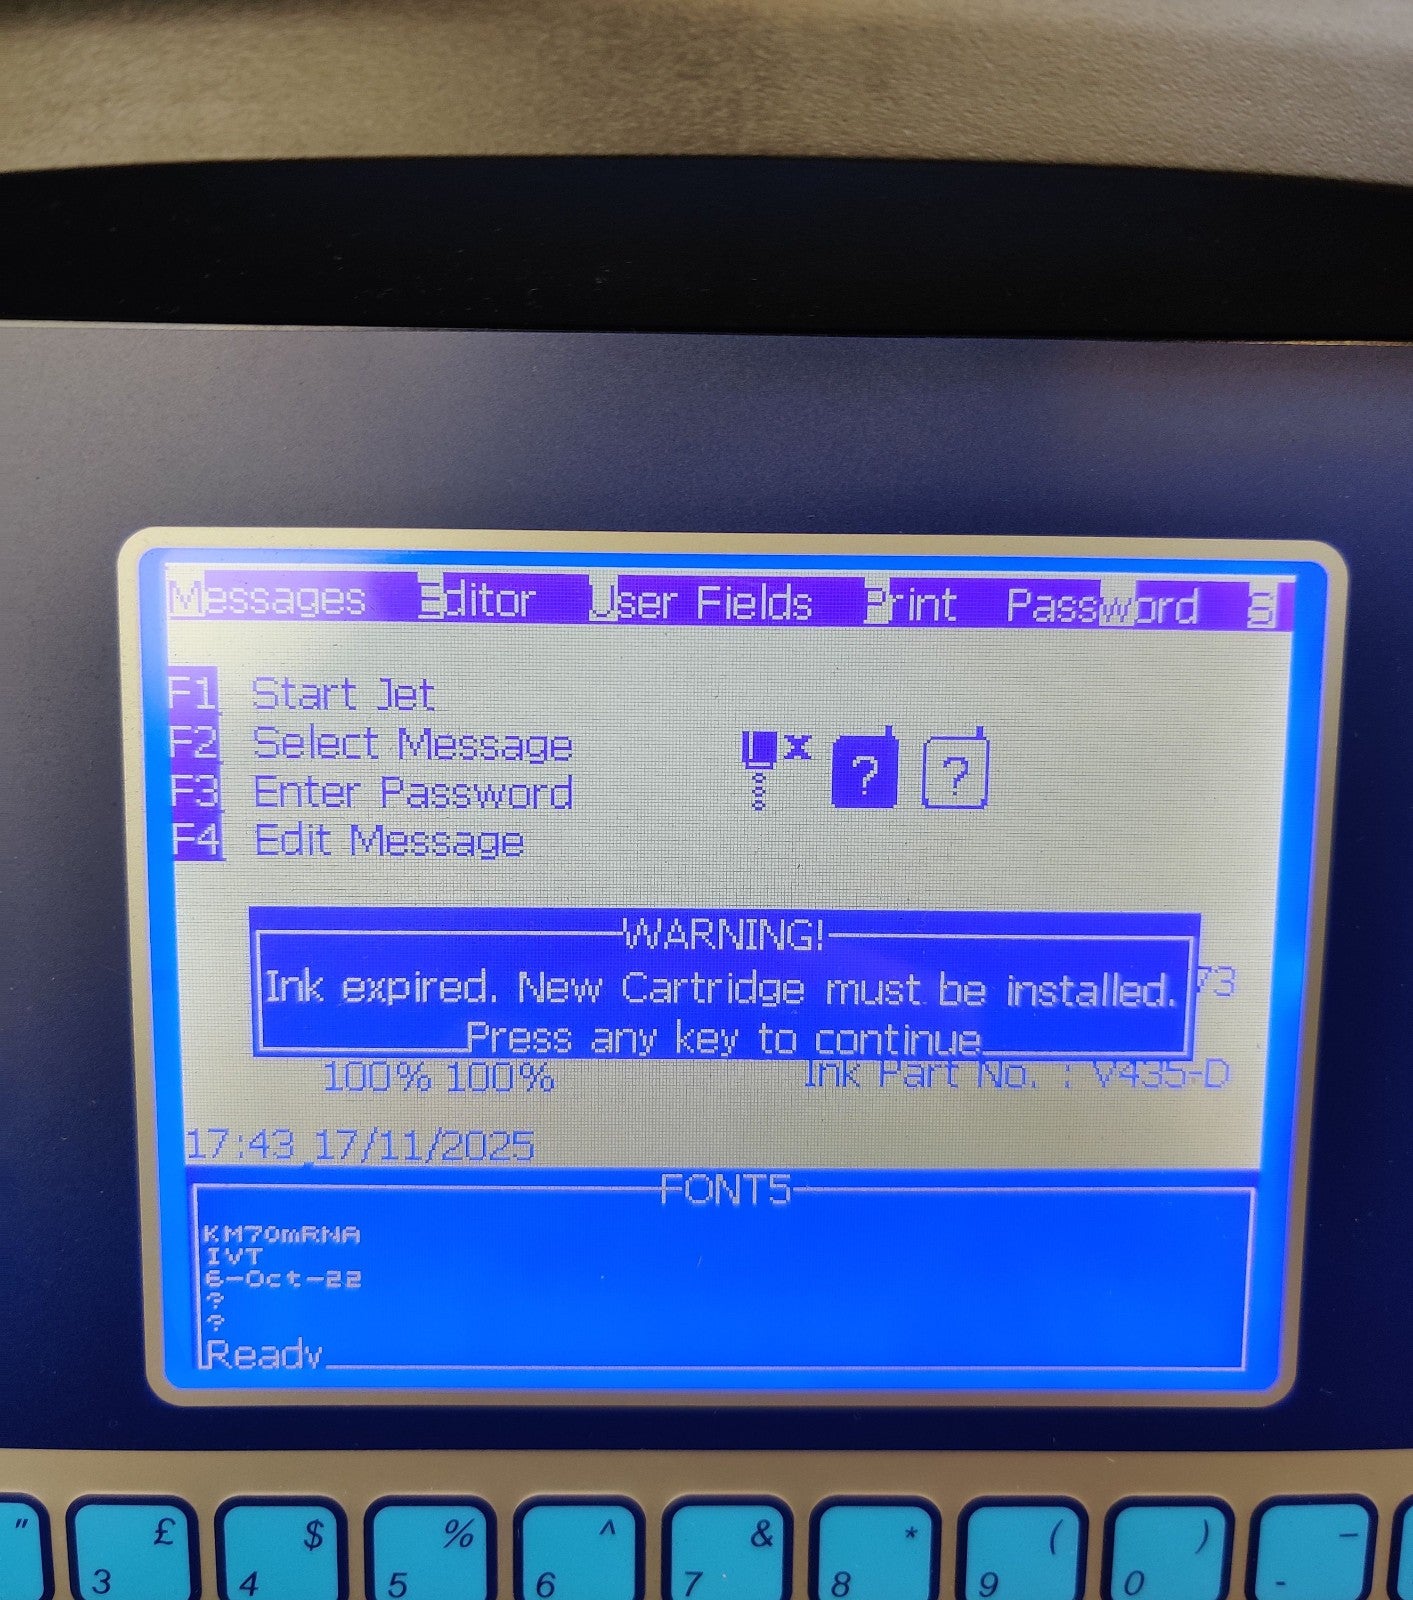 Messages Editor User Fields Print Password S
F1 Start Jet
F2 Select Message
F3 Enter Password
F4 Edit Message
x ? ?
WARNING!
Ink expired. New Cartridge must be installed.
73
Press any key to continue
100% 100% Ink Part No. : V435-D
17:43 17/11/2025
FONT5
KM70mRNA
IVT
6-Oct-22
?
?
Ready
" £ $ % ^ & * ( ) _
3 4 5 6 7 8 9 0 -